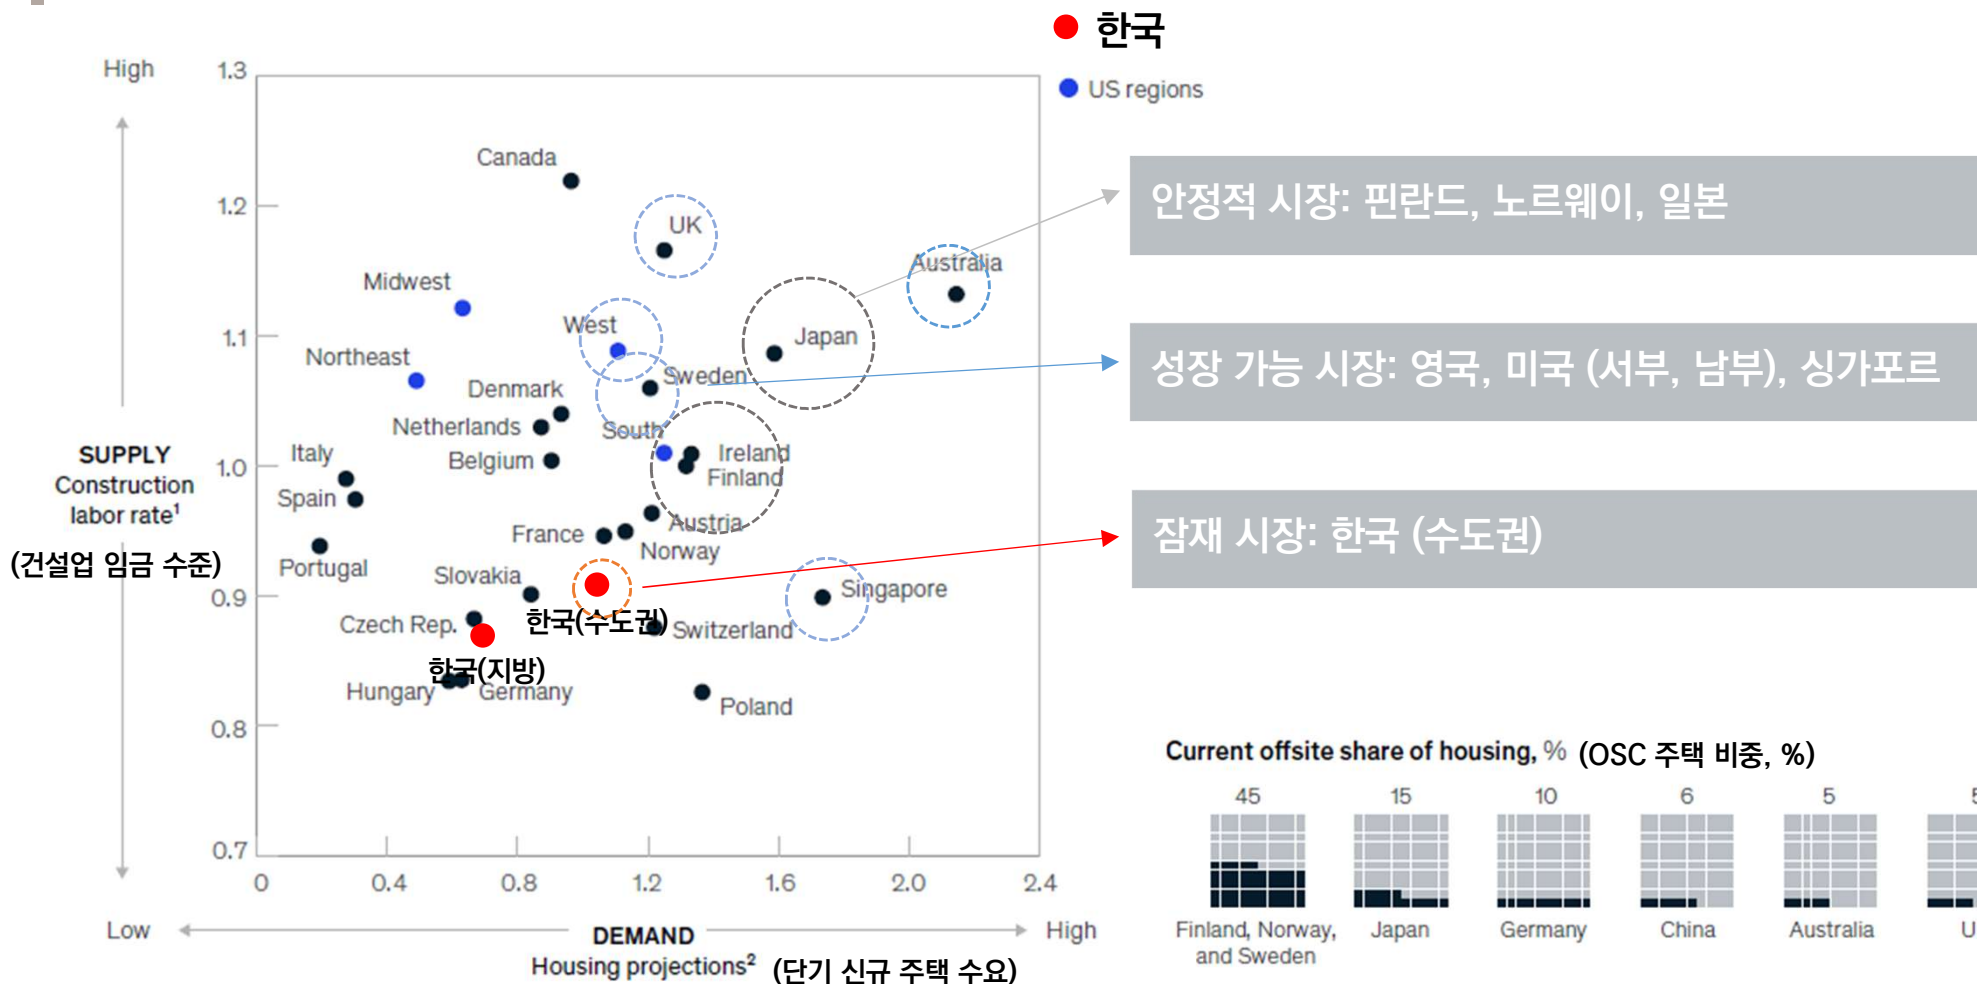 한국
US regions
High
1.3
1.2
1.1
1.0
0.9
0.8
0.7
Canada
UK
Australia
Midwest
West
Japan
Northeast
Sweden
Denmark
Netherlands
South
Italy
Belgium
Ireland
Finland
Spain
Austria
France
Norway
Portugal
Slovakia
Singapore
한국(수도권)
Czech Rep.
Switzerland
한국(지방)
Hungary
Germany
Poland
SUPPLY
Construction
labor rate¹
(건설업 임금 수준)
Low
0
0.4
0.8
1.2
1.6
2.0
2.4
DEMAND
High
Housing projections² (단기 신규 주택 수요)
안정적 시장: 핀란드, 노르웨이, 일본
성장 가능 시장: 영국, 미국 (서부, 남부), 싱가포르
잠재 시장: 한국 (수도권)
Current offsite share of housing, % (OSC 주택 비중, %)
45
15
10
6
5
Finland, Norway,
and Sweden
Japan
Germany
China
Australia